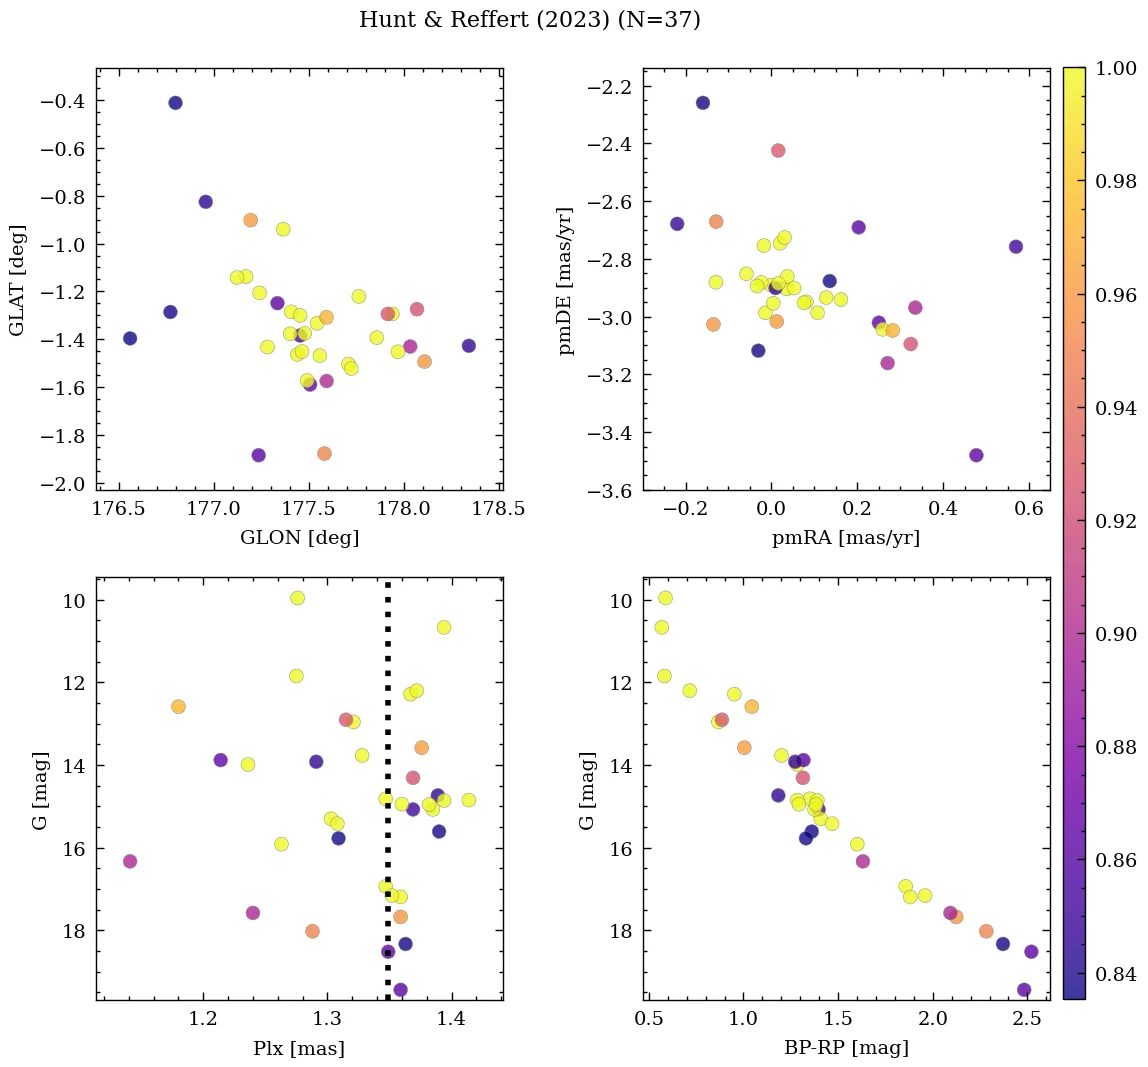 Hunt & Reffert (2023) (N=37)
−0.4
−0.6
−0.8
−1.0
−1.2
−1.4
−1.6
−1.8
−2.0
GLAT [deg]
176.5 177.0 177.5 178.0 178.5
GLON [deg]
−2.2
−2.4
−2.6
−2.8
−3.0
−3.2
−3.4
−3.6
pmDE [mas/yr]
−0.2 0.0 0.2 0.4 0.6
pmRA [mas/yr]
10
12
14
16
18
G [mag]
1.2 1.3 1.4
Plx [mas]
10
12
14
16
18
G [mag]
0.5 1.0 1.5 2.0 2.5
BP-RP [mag]
1.00
0.98
0.96
0.94
0.92
0.90
0.88
0.86
0.84